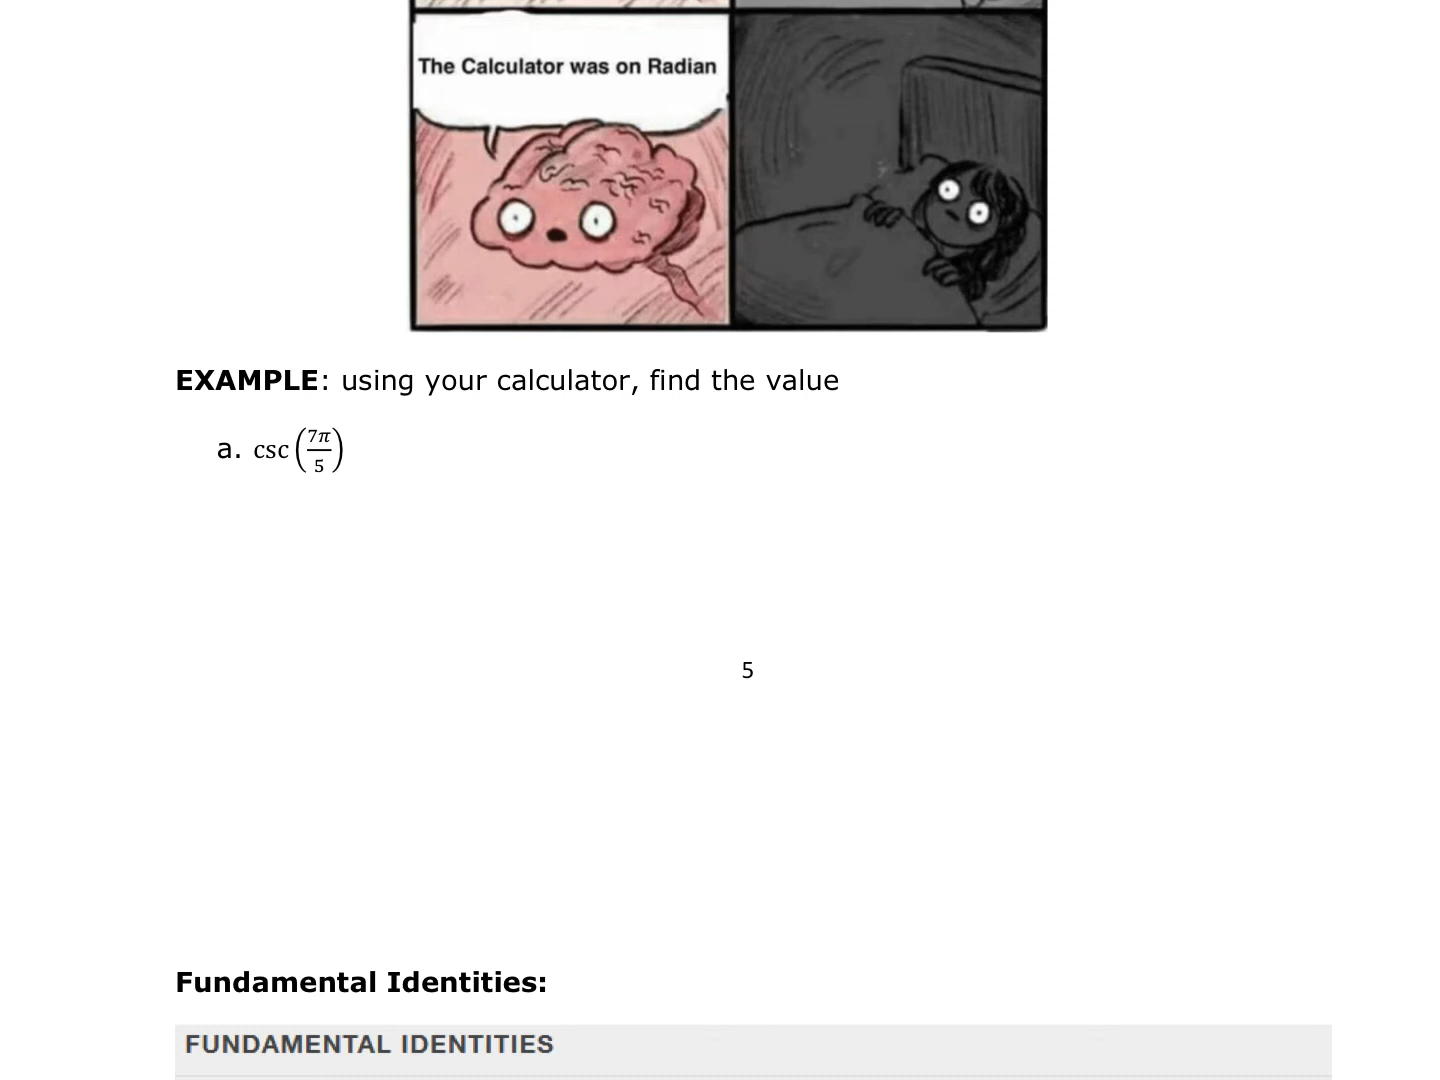 The Calculator was on Radian
EXAMPLE: using your calculator, find the value
a. csc(7π/5)
5
Fundamental Identities:
FUNDAMENTAL IDENTITIES